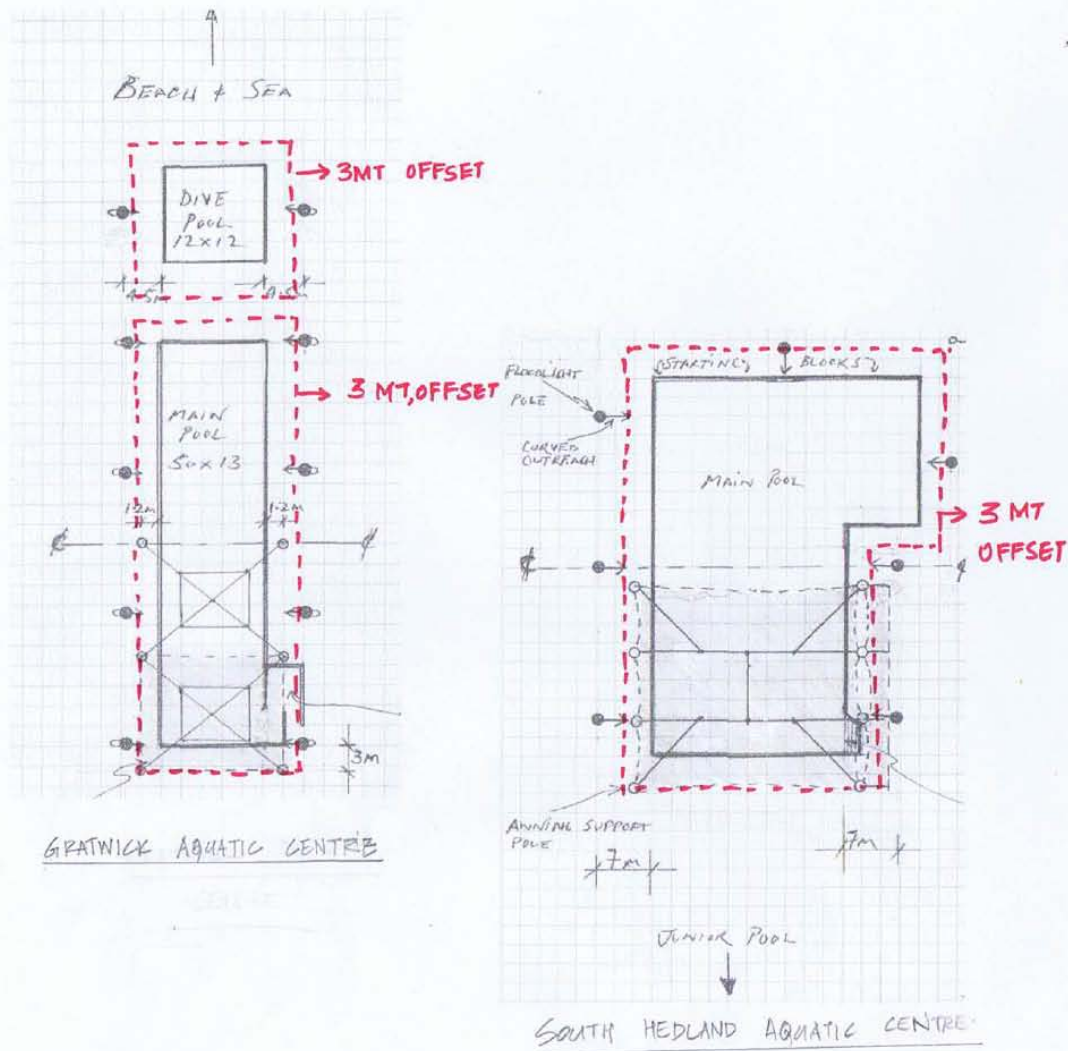 BEACH & SEA
3MT OFFSET
DIVE
POOL
12x12
4.5m
4.5m
3 MT, OFFSET
MAIN
POOL
50x13
1.2m
1.2m
3m
GRATWICK AQUATIC CENTRE
STARTING BLOCKS
FLOODLIGHT
POLE
CURVED
OUTREACH
MAIN POOL
3 MT
OFFSET
AWNING SUPPORT
POLE
7m
7m
JUNIOR POOL
SOUTH HEDLAND AQUATIC CENTRE